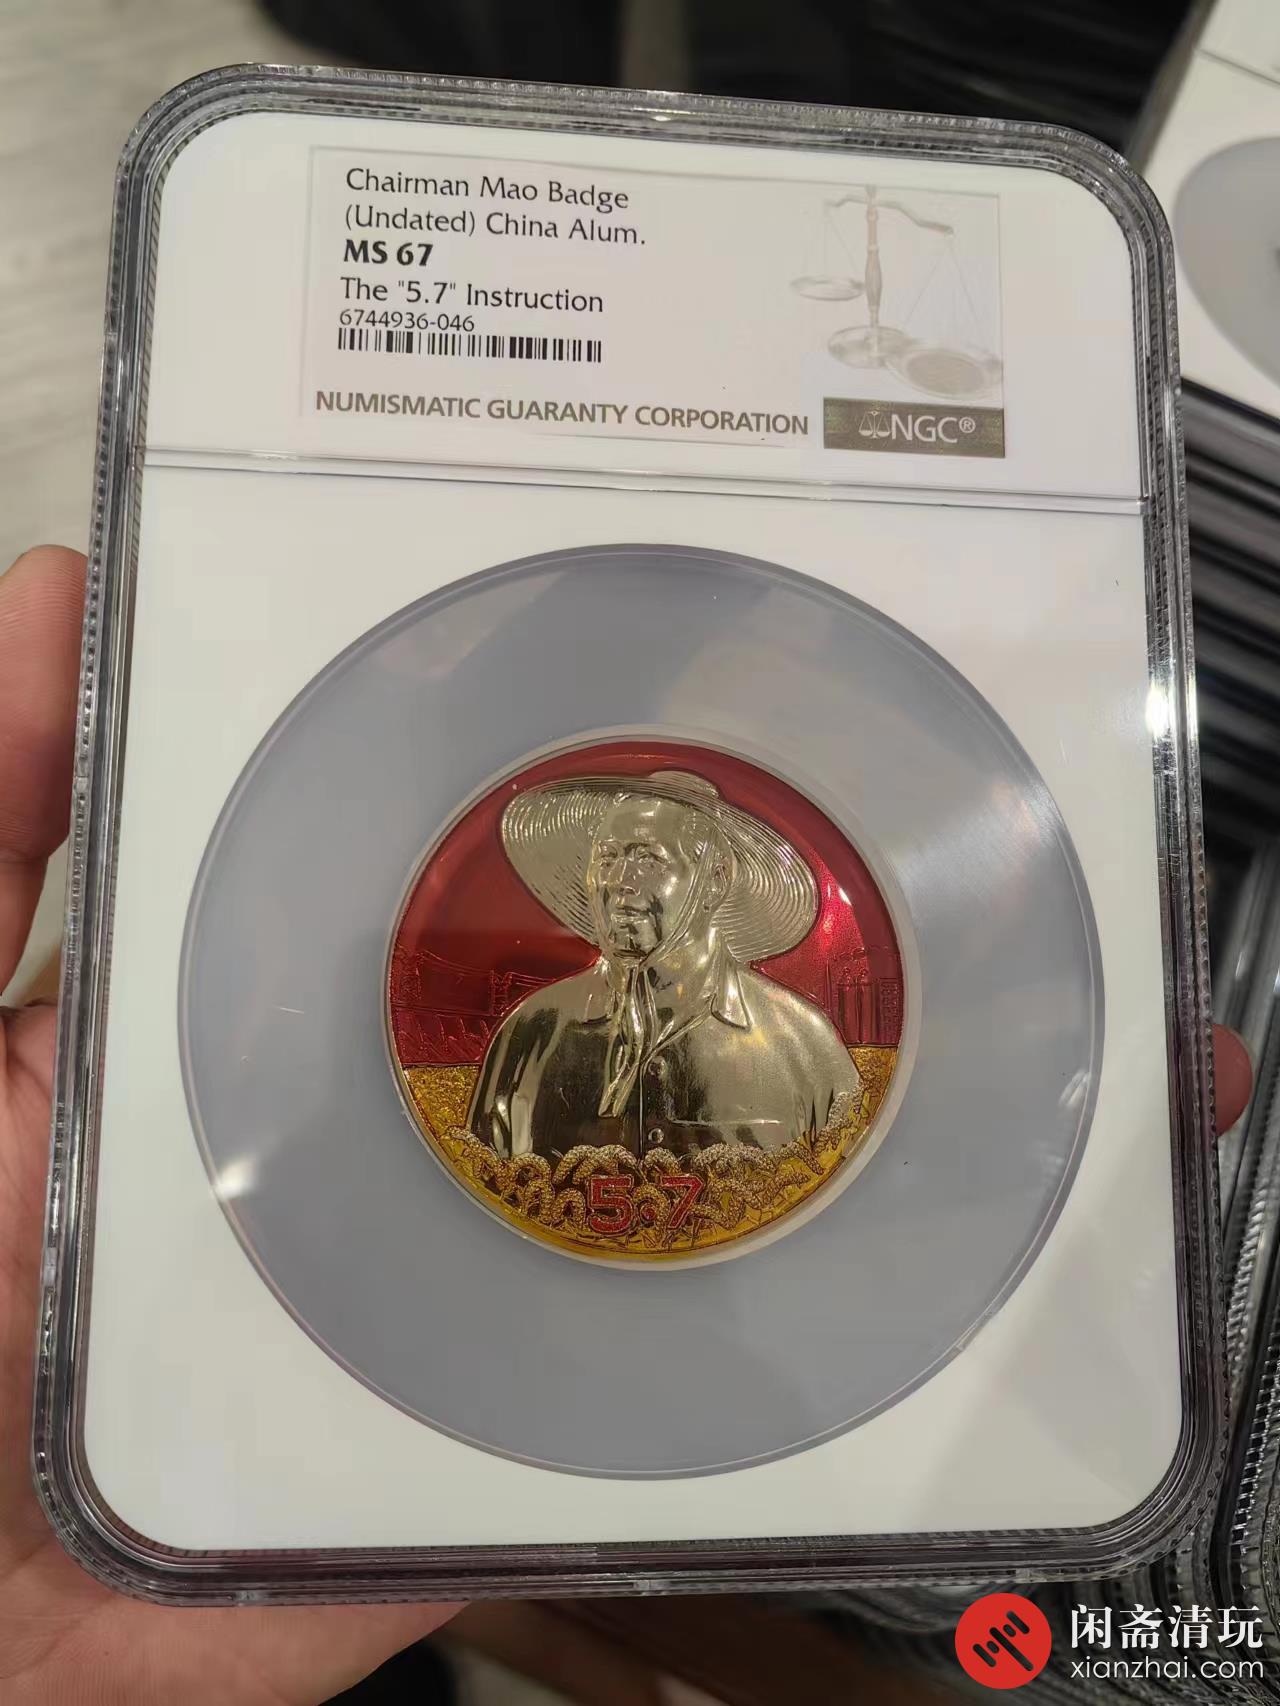 Chairman Mao Badge
(Undated) China Alum.
MS 67
The "5.7" Instruction
6744936-046
NUMISMATIC GUARANTY CORPORATION
NGC®
5.7
闲斋清玩
xianzhai.com